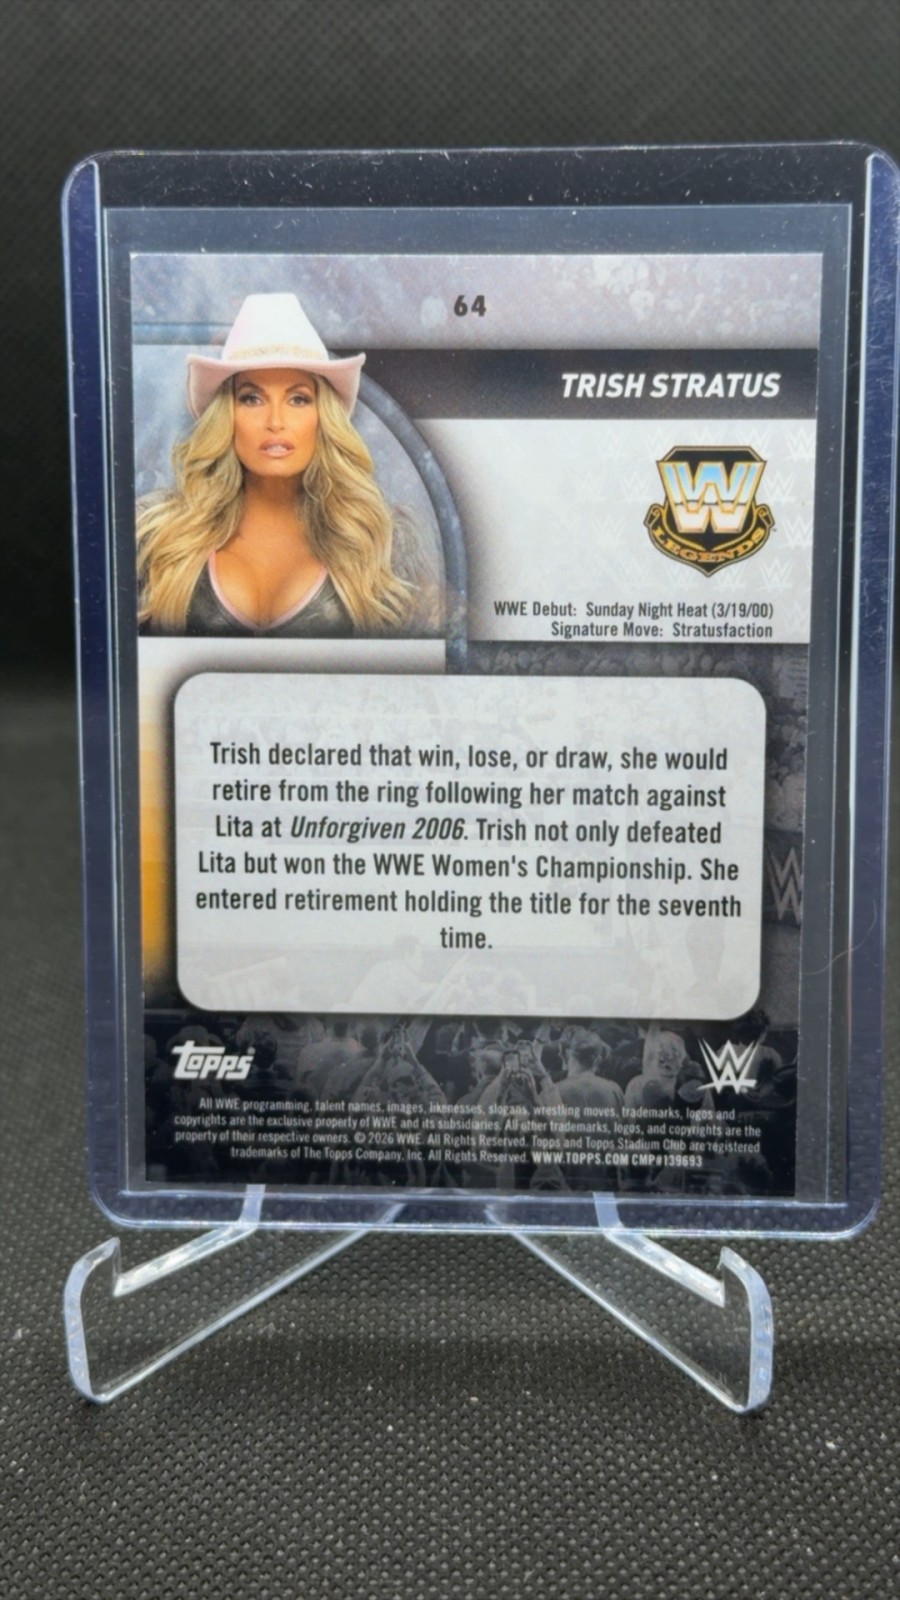 64
TRISH STRATUS
W
LEGENDS
WWE Debut: Sunday Night Heat (3/19/00)
Signature Move: Stratusfaction
Trish declared that win, lose, or draw, she would
retire from the ring following her match against
Lita at Unforgiven 2006. Trish not only defeated
Lita but won the WWE Women's Championship. She
entered retirement holding the title for the seventh
time.
TOPPS
W
All WWE programming, talent names, images, likenesses, slogans, wrestling moves, trademarks, logos and
copyrights are the exclusive property of WWE and its subsidiaries. All other trademarks, logos, and copyrights are the
property of their respective owners. © 2026 WWE. All Rights Reserved. Topps and Topps Stadium Club are registered
trademarks of The Topps Company, Inc. All Rights Reserved. WWW.TOPPS.COM CMP#139693